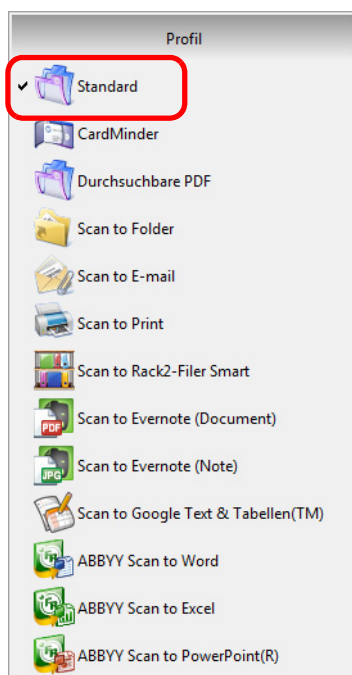 Profil
Standard
CardMinder
Durchsuchbare PDF
Scan to Folder
Scan to E-mail
Scan to Print
Scan to Rack2-Filer Smart
PDF
Scan to Evernote (Document)
JPG
Scan to Evernote (Note)
Scan to Google Text & Tabellen(TM)
ABBYY Scan to Word
ABBYY Scan to Excel
ABBYY Scan to PowerPoint(R)